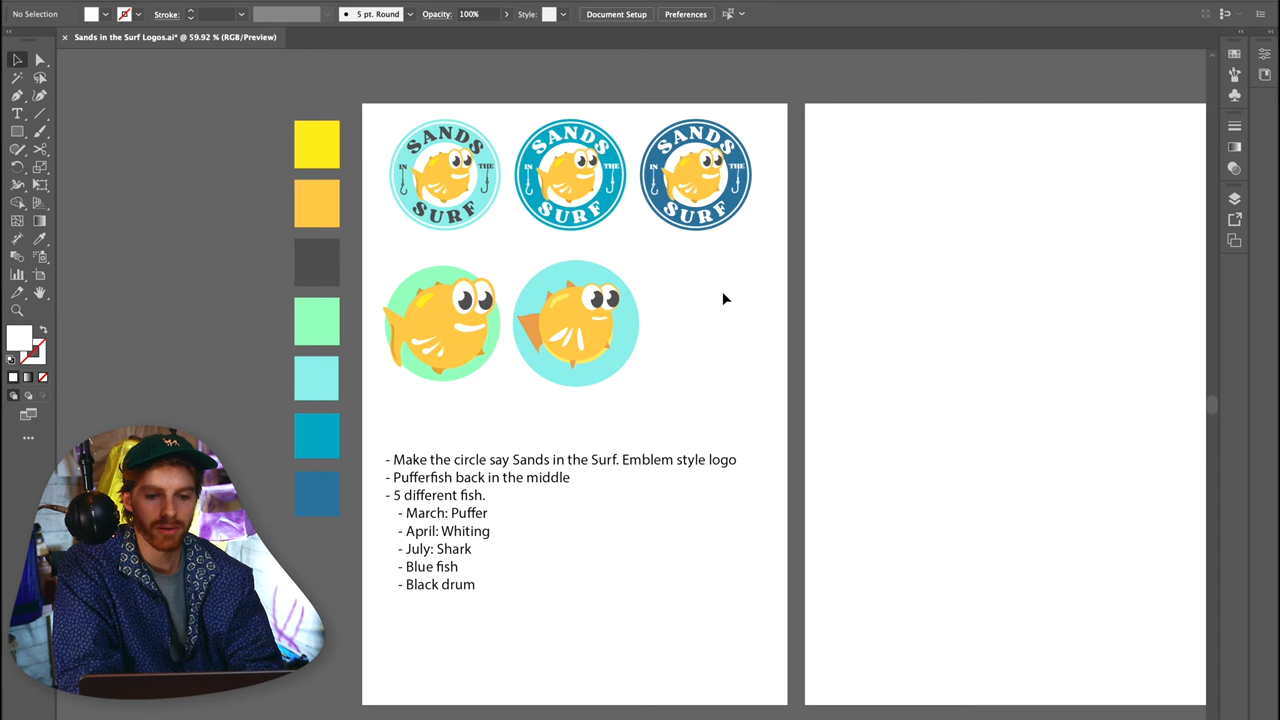 No Selection
Stroke:
5 pt. Round
Opacity:
100%
Style:
Document Setup
Preferences
× Sands in the Surf Logos.ai* @ 59.92 % (RGB/Preview)
SANDS
IN THE
SURF
SANDS
IN THE
SURF
SANDS
IN THE
SURF
- Make the circle say Sands in the Surf. Emblem style logo
- Pufferfish back in the middle
- 5 different fish.
- March: Puffer
- April: Whiting
- July: Shark
- Blue fish
- Black drum